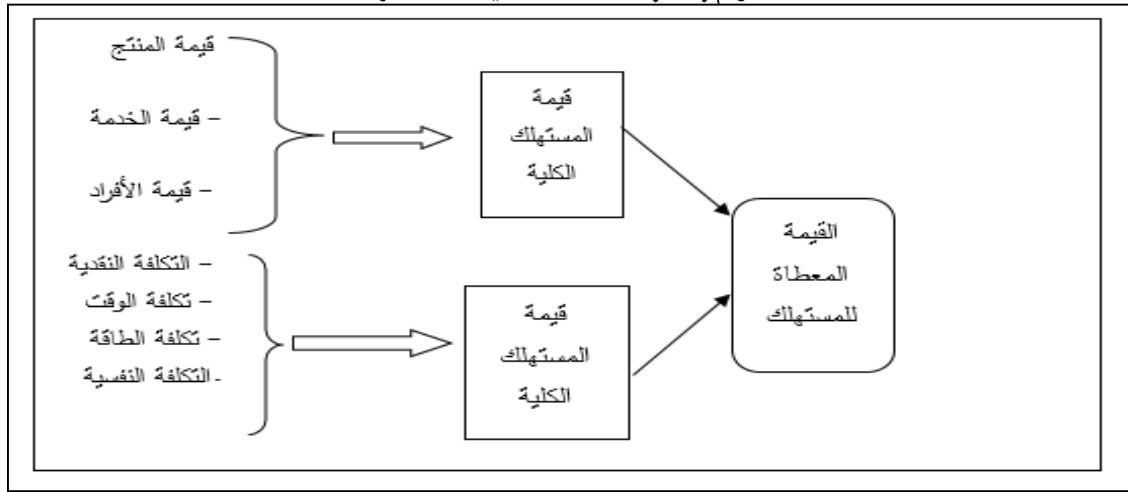 قيمة المنتج
– قيمة الخدمة
– قيمة الأفراد
– التكلفة النقدية
– تكلفة الوقت
– تكلفة الطاقة
- التكلفة النفسية
قيمة
المستهلك
الكلية
قيمة
المستهلك
الكلية
القيمة
المعطاة
للمستهلك